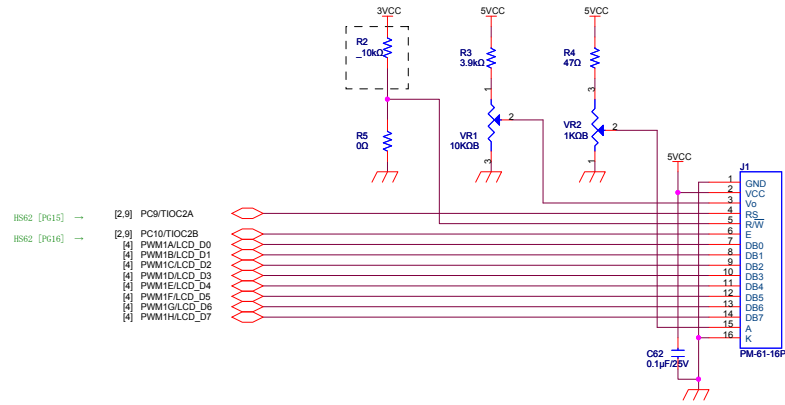 3VCC
5VCC
5VCC
R2
_10kΩ
R3
3.9kΩ
R4
47Ω
1
3
2
2
R5
0Ω
VR1
10KΩB
VR2
1KΩB
3
1
5VCC
J1
1 GND
2 VCC
3 Vo
HS62 [PG15] → [2,9] PC9/TIOC2A 4 RS
5 R/W
HS62 [PG16] → [2,9] PC10/TIOC2B 6 E
[4] PWM1A/LCD_D0 7 DB0
[4] PWM1B/LCD_D1 8 DB1
[4] PWM1C/LCD_D2 9 DB2
[4] PWM1D/LCD_D3 10 DB3
[4] PWM1E/LCD_D4 11 DB4
[4] PWM1F/LCD_D5 12 DB5
[4] PWM1G/LCD_D6 13 DB6
[4] PWM1H/LCD_D7 14 DB7
15 A
16 K
C62
0.1µF/25V
PM-61-16P